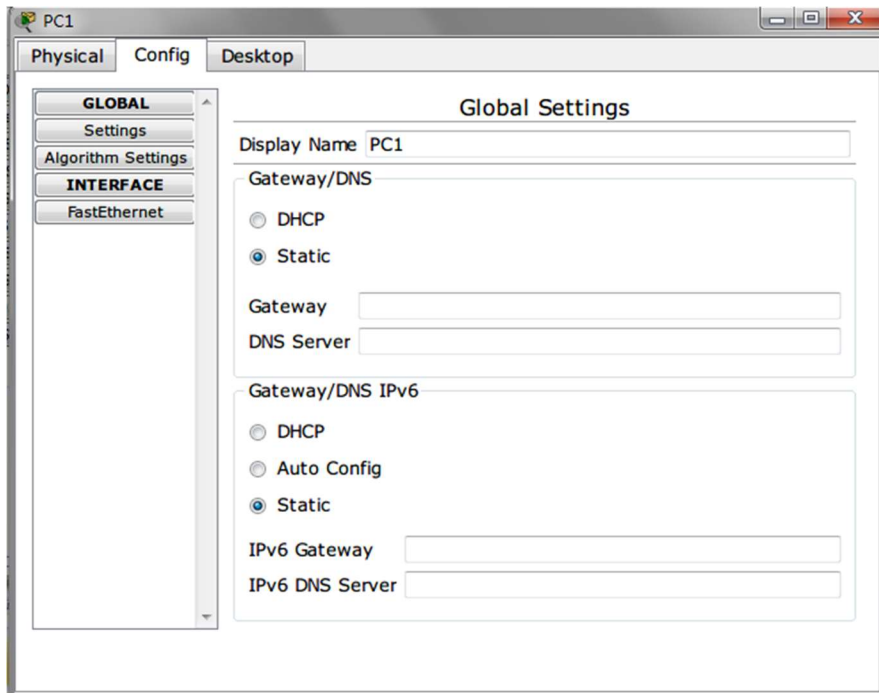 PC1
Physical Config Desktop
GLOBAL
Settings
Algorithm Settings
INTERFACE
FastEthernet
Global Settings
Display Name PC1
Gateway/DNS
DHCP
Static
Gateway
DNS Server
Gateway/DNS IPv6
DHCP
Auto Config
Static
IPv6 Gateway
IPv6 DNS Server